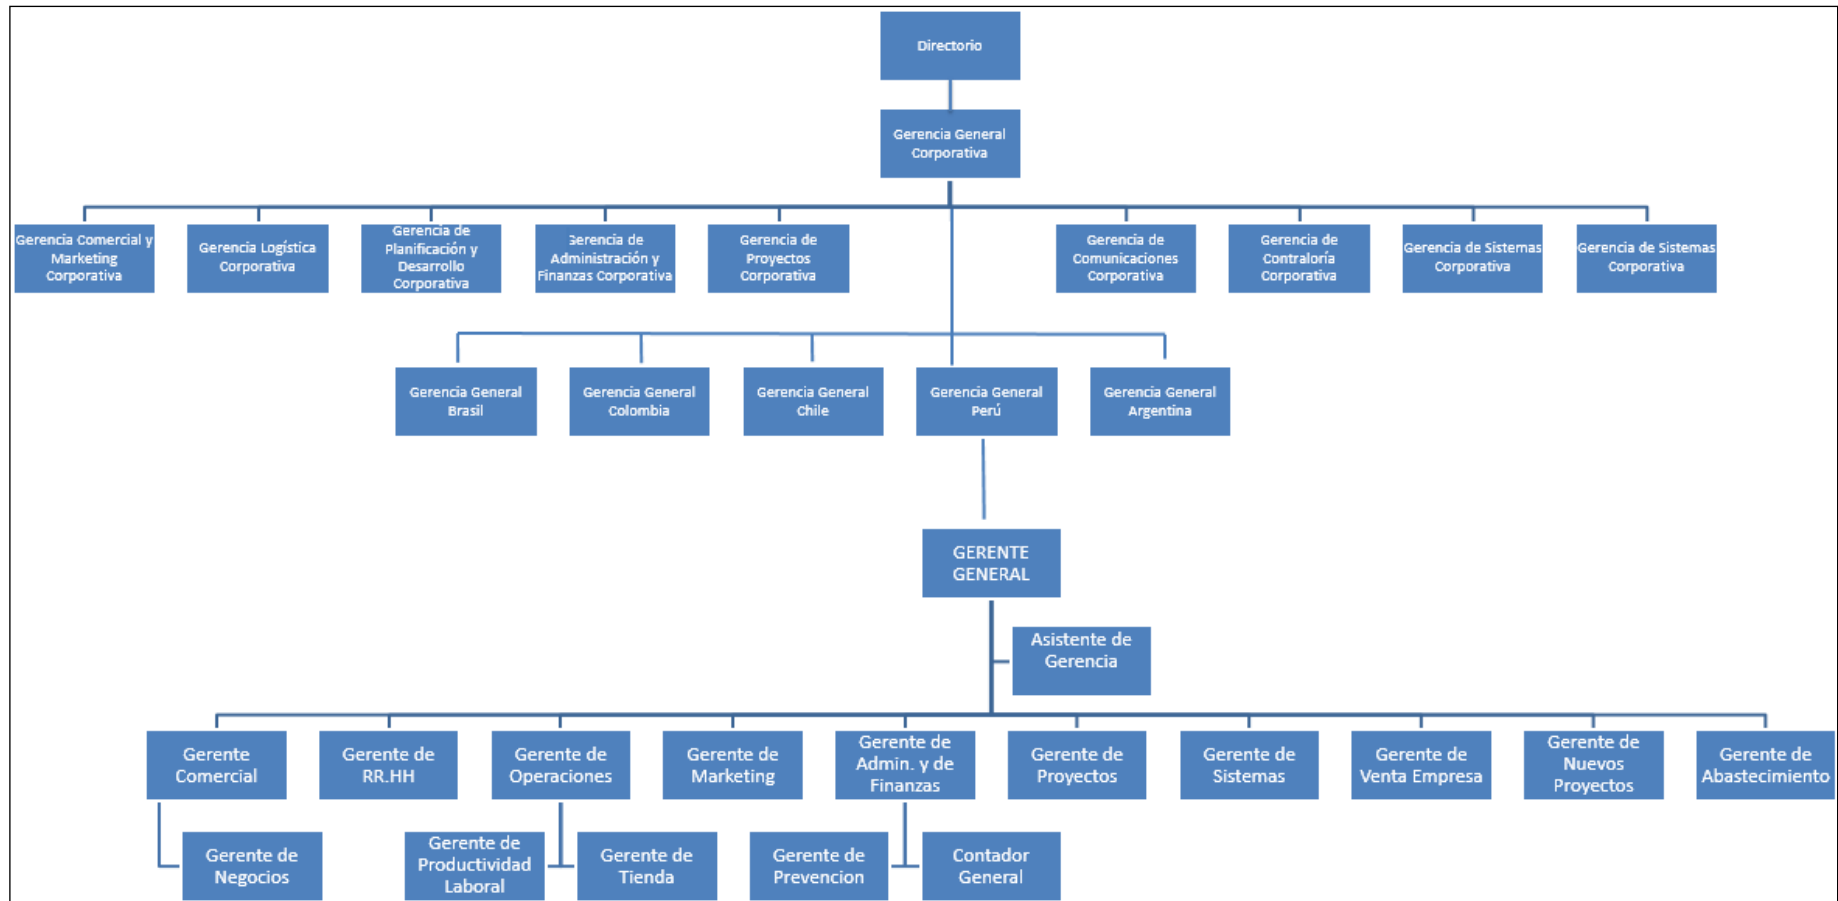 Directorio
Gerencia General
Corporativa
Gerencia Comercial y
Marketing
Corporativa
Gerencia Logística
Corporativa
Gerencia de
Planificación y
Desarrollo
Corporativa
Gerencia de
Administración y
Finanzas Corporativa
Gerencia de
Proyectos
Corporativa
Gerencia de
Comunicaciones
Corporativa
Gerencia de
Contraloría
Corporativa
Gerencia de Sistemas
Corporativa
Gerencia de Sistemas
Corporativa
Gerencia General
Brasil
Gerencia General
Colombia
Gerencia General
Chile
Gerencia General
Perú
Gerencia General
Argentina
GERENTE
GENERAL
Asistente de
Gerencia
Gerente
Comercial
Gerente de
RR.HH
Gerente de
Operaciones
Gerente de
Marketing
Gerente de
Admin. y de
Finanzas
Gerente de
Proyectos
Gerente de
Sistemas
Gerente de
Venta Empresa
Gerente de
Nuevos
Proyectos
Gerente de
Abastecimiento
Gerente de
Negocios
Gerente de
Productividad
Laboral
Gerente de
Tienda
Gerente de
Prevencion
Contador
General